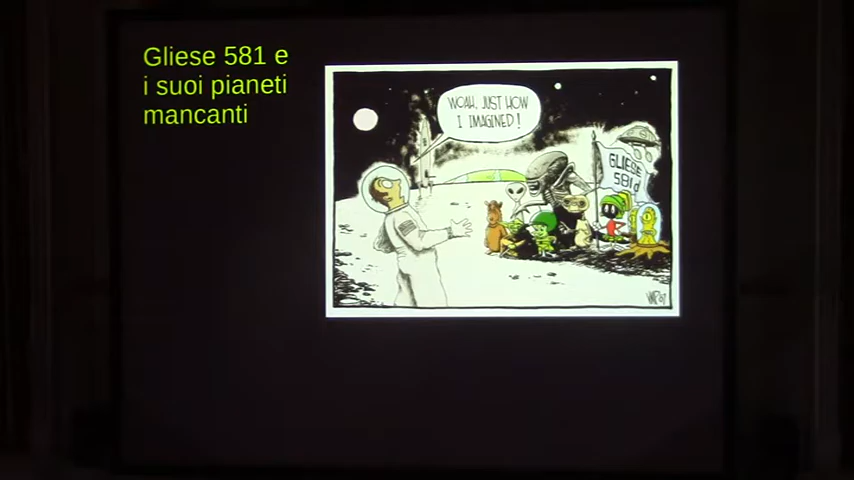 Gliese 581 e
i suoi pianeti
mancanti
WOAH, JUST HOW
I IMAGINED!
GLIESE
581d